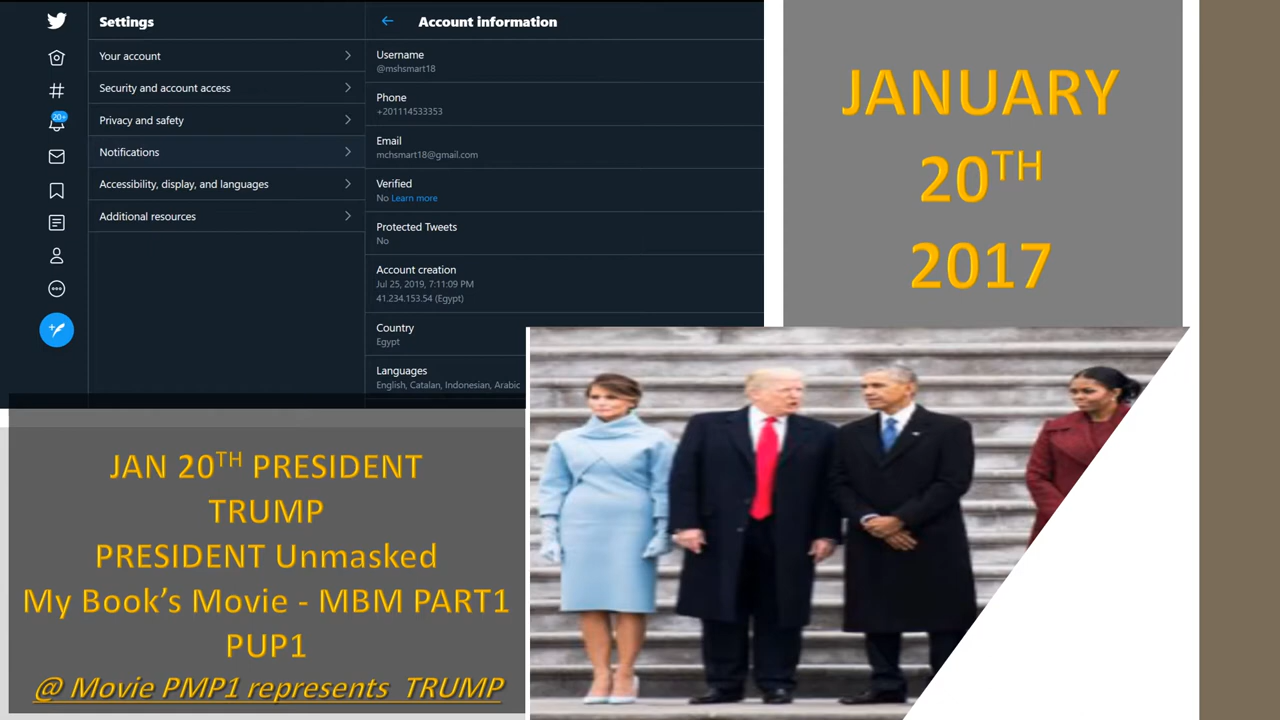 Settings
Your account
Security and account access
Privacy and safety
Notifications
Accessibility, display, and languages
Additional resources
20+
Account information
Username
@mshsmart18
Phone
+201114533353
Email
mchsmart18@gmail.com
Verified
No Learn more
Protected Tweets
No
Account creation
Jul 25, 2019, 7:11:09 PM
41.234.153.54 (Egypt)
Country
Egypt
Languages
English, Catalan, Indonesian, Arabic
JANUARY
20TH
2017
JAN 20TH PRESIDENT
TRUMP
PRESIDENT Unmasked
My Book’s Movie - MBM PART1
PUP1
@ Movie PMP1 represents TRUMP